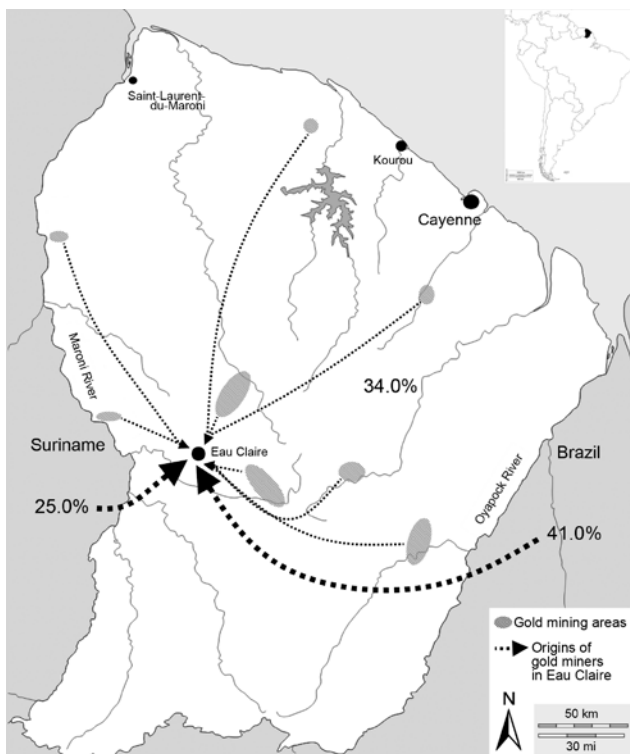 Saint-Laurent-
du-Maroni
Kourou
Cayenne
Maroni River
34.0%
Suriname
Eau Claire
Brazil
Oyapock River
25.0%
41.0%
Gold mining areas
Origins of
gold miners
in Eau Claire
N
50 km
30 mi